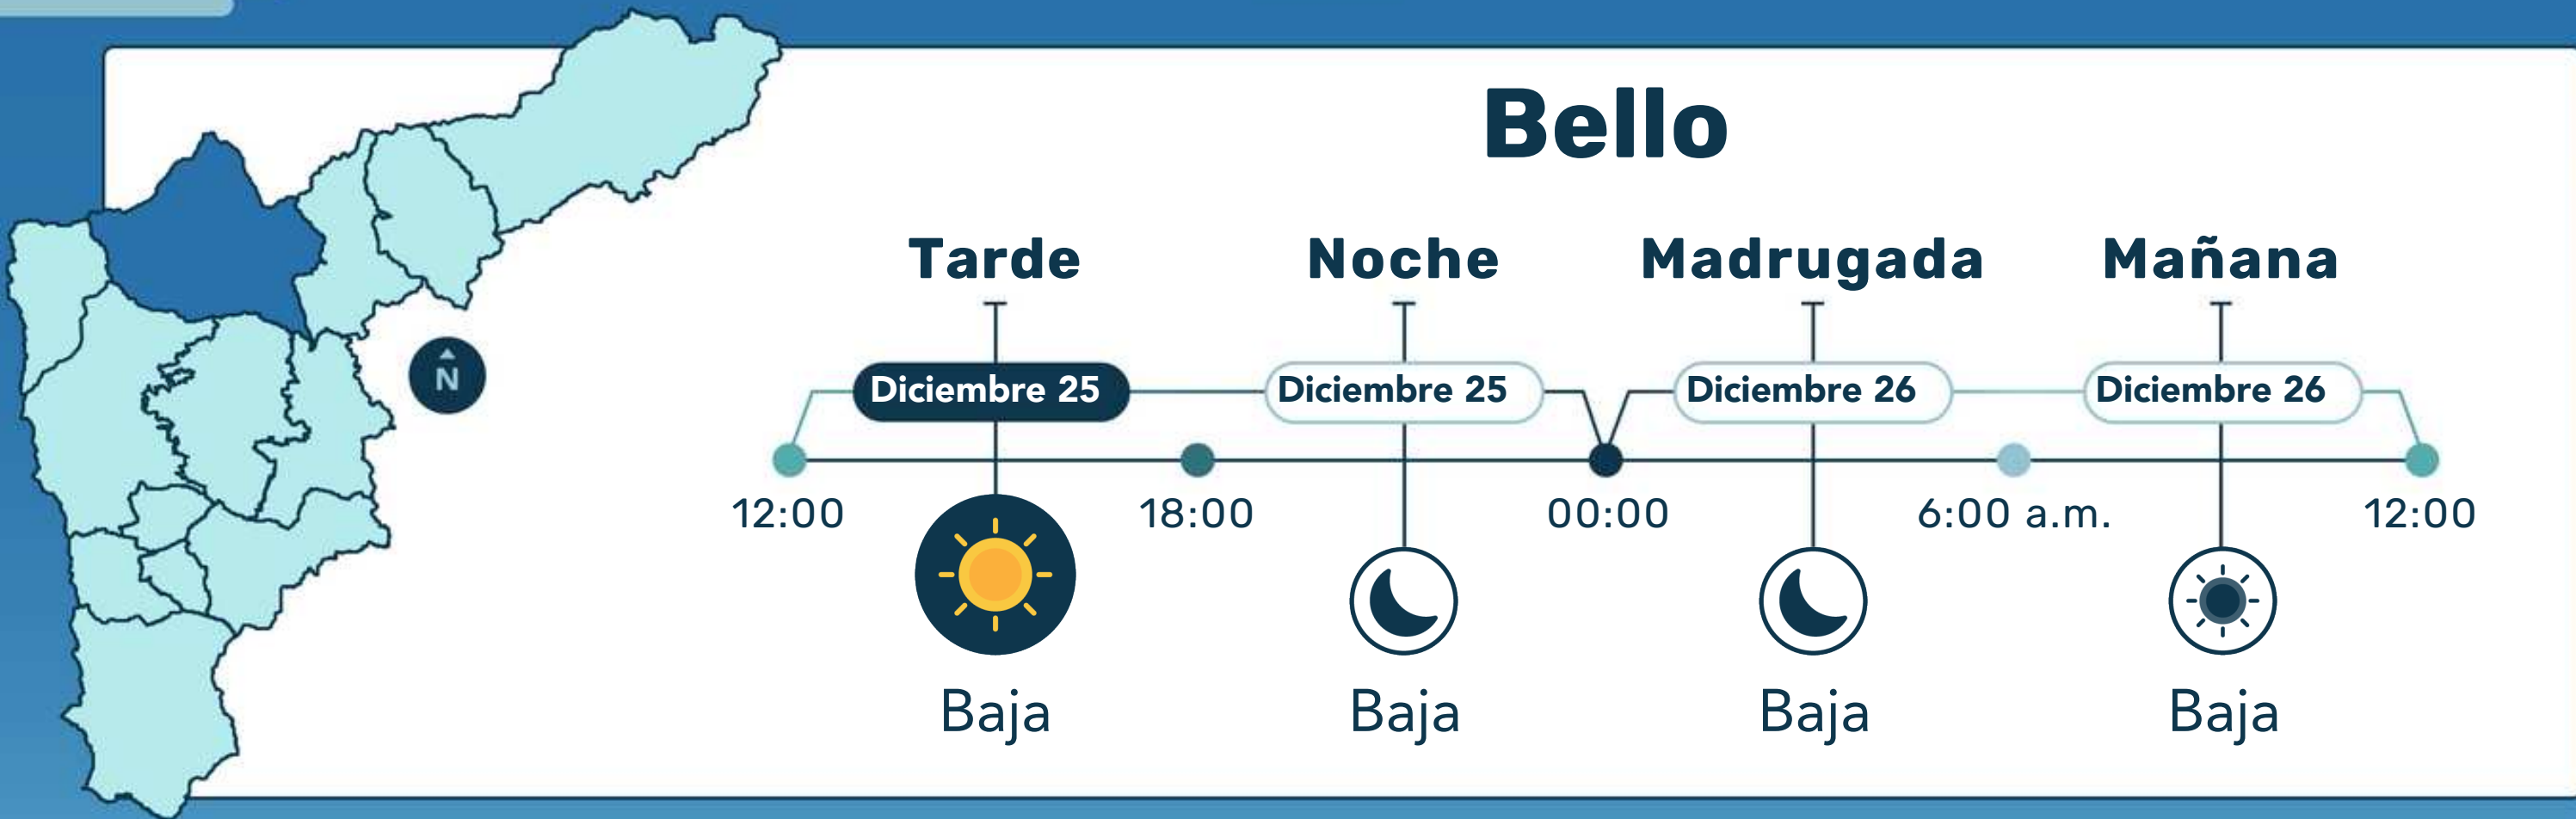 Bello
Tarde Noche Madrugada Mañana
N
Diciembre 25 Diciembre 25 Diciembre 26 Diciembre 26
12:00 18:00 00:00 6:00 a.m. 12:00
Baja Baja Baja Baja